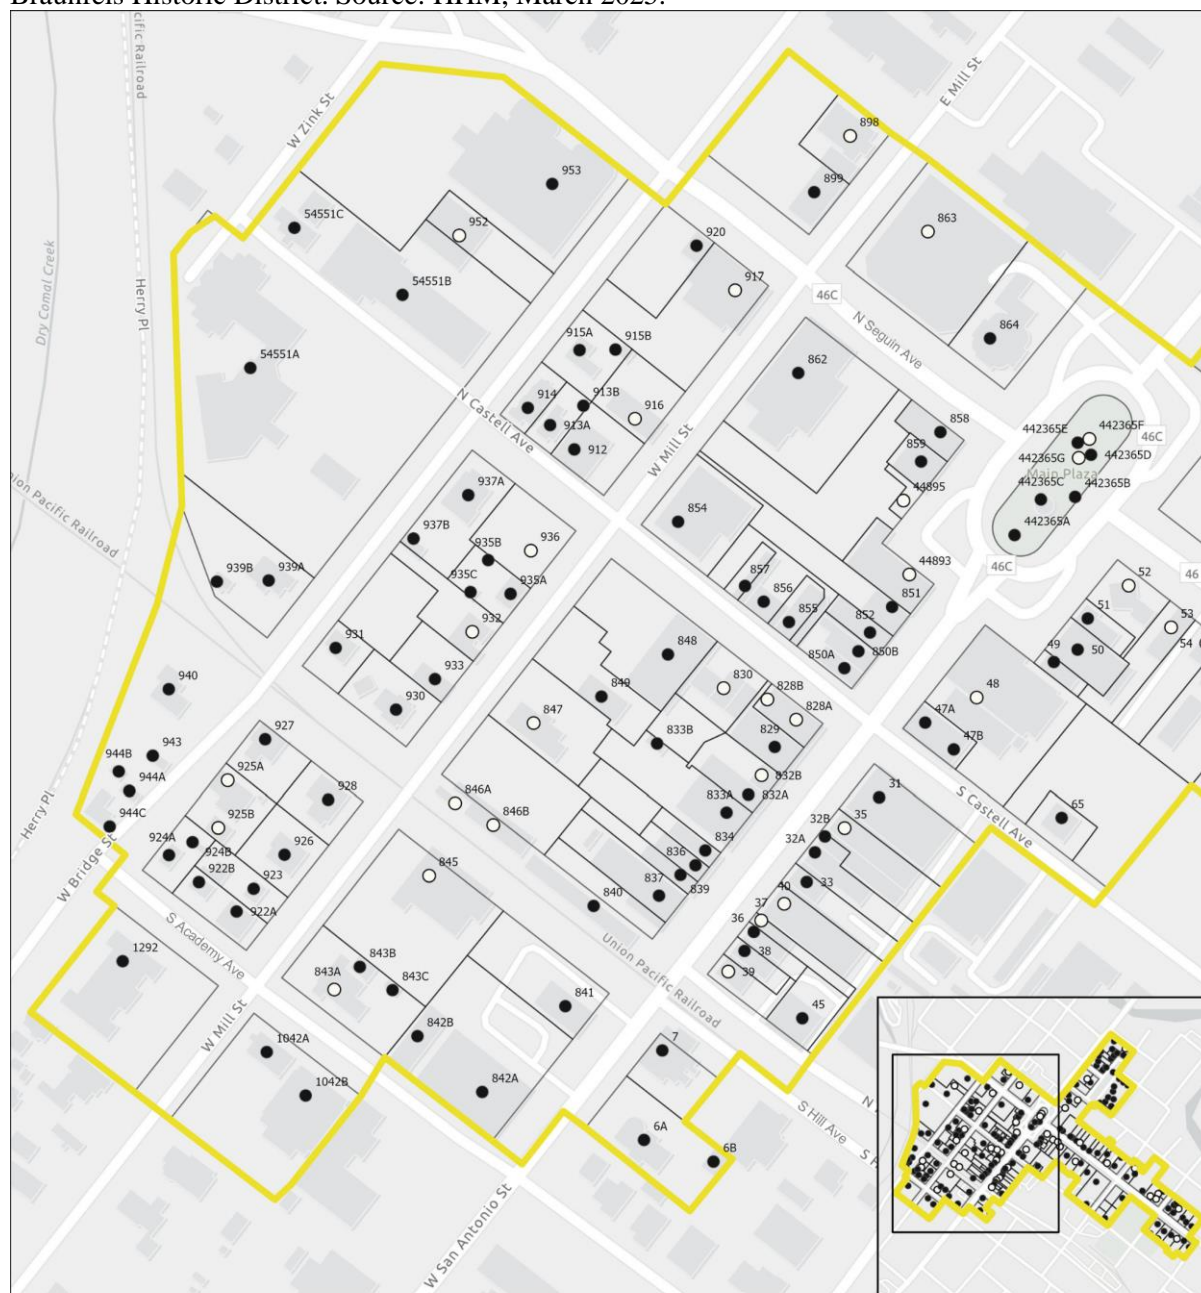 Braunfels Historic District. Source: HHM, March 2023.
cific Railroad
W Zink St
E Mill St
898
899
953
54551C
952
863
920
917
46C
54551B
N Seguin Ave
864
Dry Comal Creek
Herry Pl
915A
915B
862
54551A
914
913B
916
913A
N Castell Ave
912
W Mill St
858
859
442365E
442365F
46C
442365G
442365D
Main Plaza
442365C
442365B
44895
442365A
nion Pacific Railroad
937A
854
937B
936
935B
46C
44893
46
939B
939A
935C
935A
857
856
855
851
852
52
51
53
54
932
931
848
850B
850A
49
50
933
940
930
849
830
828B
828A
48
847
833B
829
47A
47B
927
943
944B
944A
925A
832B
846A
928
833A
832A
31
S Castell Ave
944C
846B
35
65
Herry Pl
925B
32B
32A
924A
924B
926
834
W Bridge St
922B
923
845
836
839
33
837
40
922A
840
37
36
S Academy Ave
38
1292
843B
843A
843C
Union Pacific Railroad
39
841
45
W Mill St
842B
1042A
7
1042B
842A
S Hill Ave
6A
6B
W San Antonio St